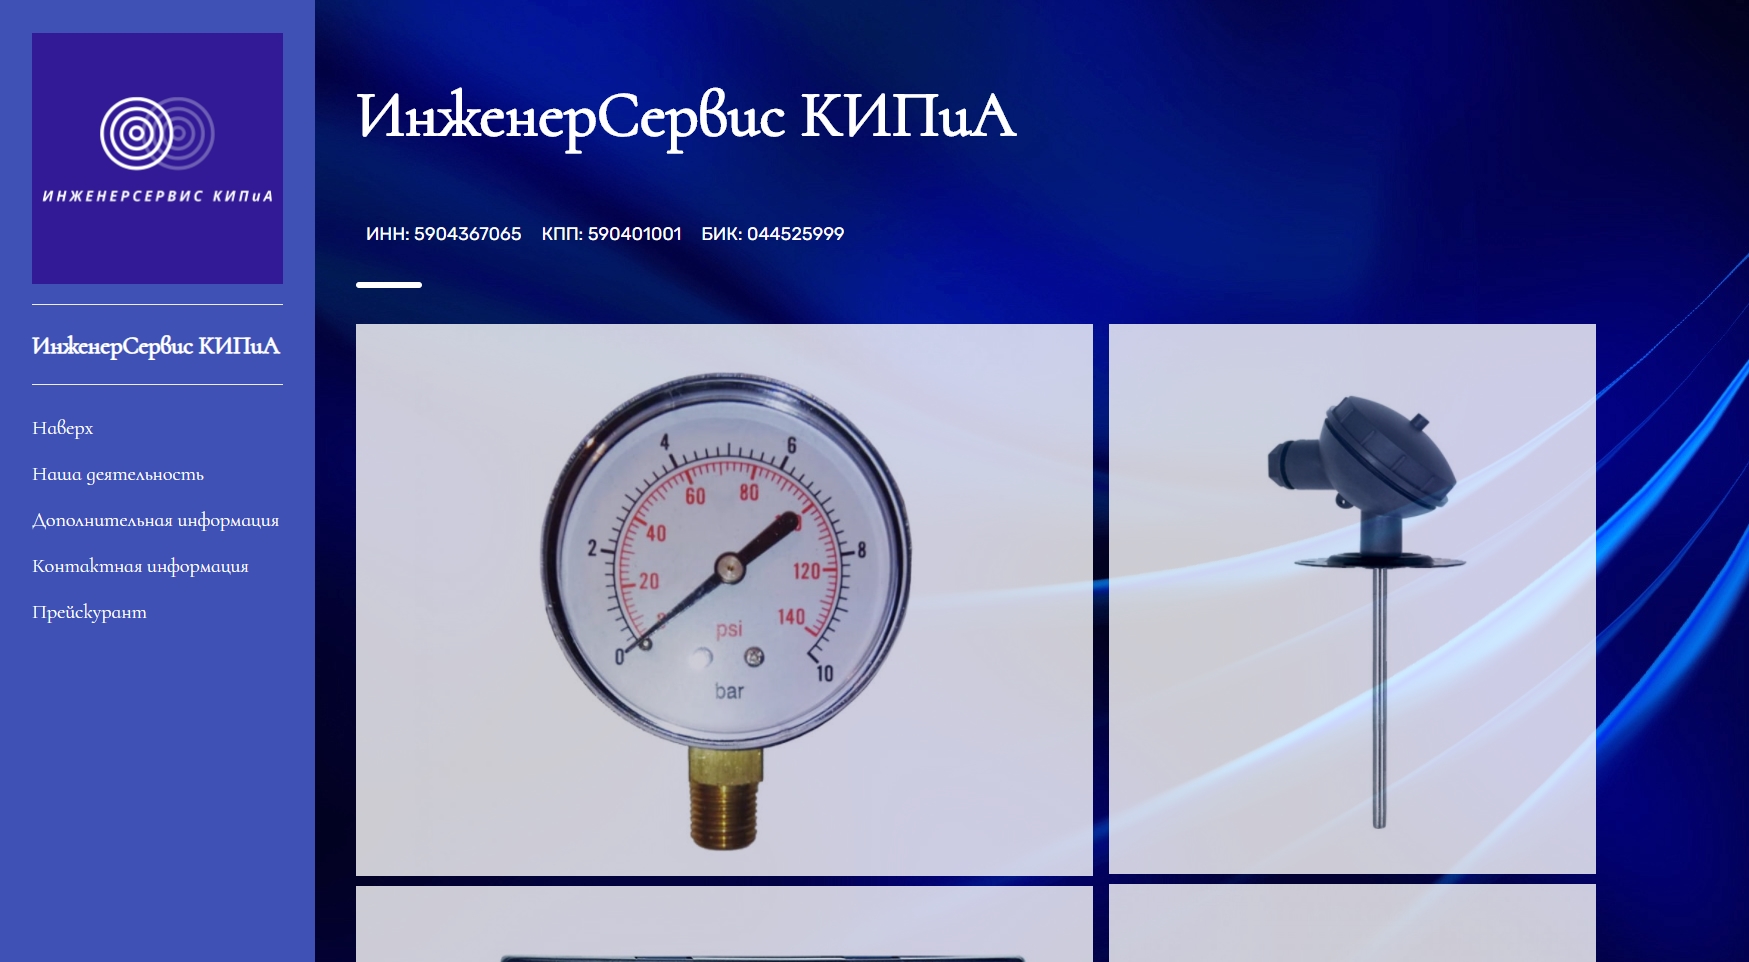 ИНЖЕНЕРСЕРВИС КИПиА
ИнженерСервис КИПиА
Наверх
Наша деятельность
Дополнительная информация
Контактная информация
Прейскурант
ИнженерСервис КИПиА
ИНН: 5904367065 КПП: 590401001 БИК: 044525999
4 6
60 80
2 40 8
20 120
140
psi
0 10
bar